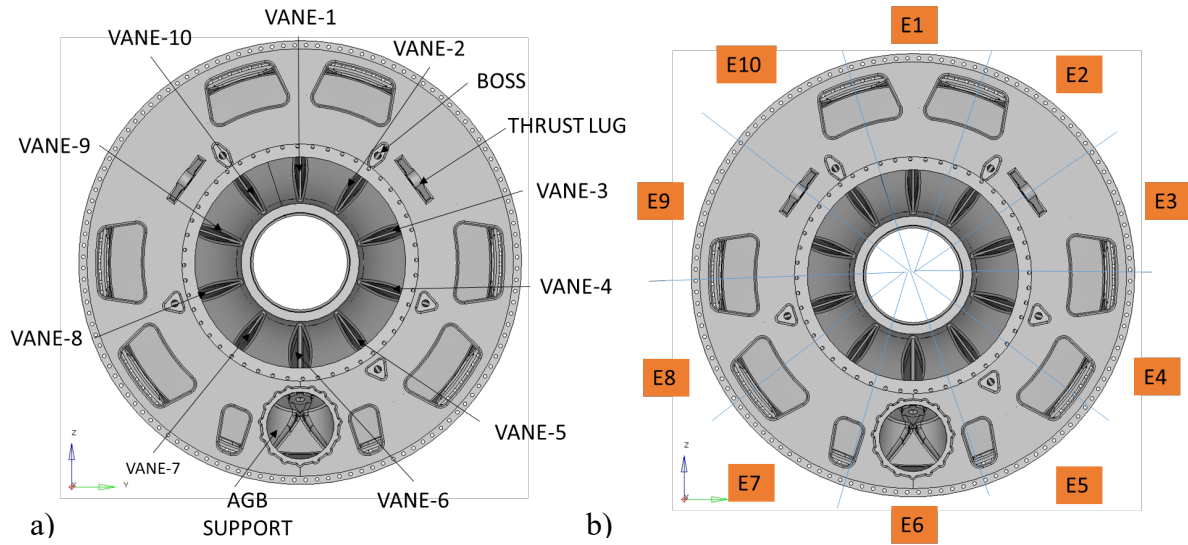 VANE-1
VANE-10
VANE-2
BOSS
THRUST LUG
VANE-9
VANE-3
VANE-4
VANE-8
VANE-5
VANE-7
VANE-6
AGB
SUPPORT
Z
X
Y
a)
E1
E10
E2
E9
E3
E8
E4
E7
E5
E6
Z
b)